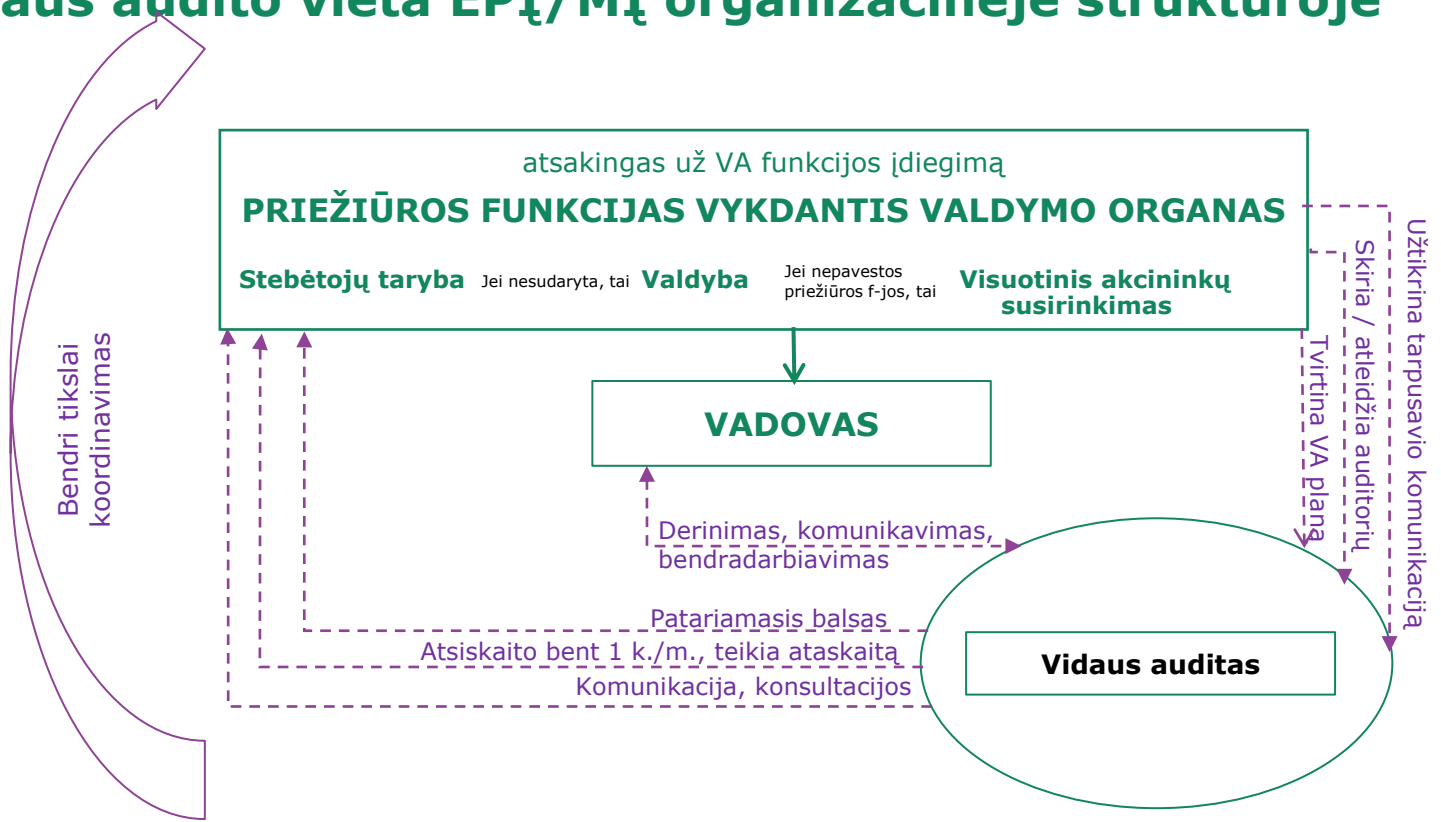 aus audito vieta EPĮ/MĮ organizacinėje struktūroje
atsakingas už VA funkcijos įdiegimą
PRIEŽIŪROS FUNKCIJAS VYKDANTIS VALDYMO ORGANAS
Stebėtojų taryba
Jei nesudaryta, tai
Valdyba
Jei nepavestos
priežiūros f-jos, tai
Visuotinis akcininkų
susirinkimas
VADOVAS
Bendri tikslai
koordinavimas
Derinimas, komunikavimas,
bendradarbiavimas
Patariamasis balsas
Atsiskaito bent 1 k./m., teikia ataskaitą
Komunikacija, konsultacijos
Vidaus auditas
Tvirtina VA planą
Skiria / atleidžia auditorių
Užtikrina tarpusavio komunikaciją